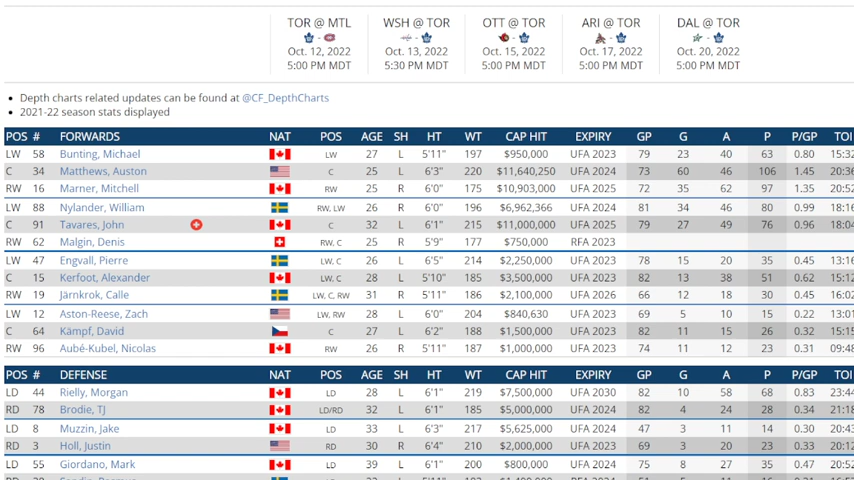 TOR @ MTL WSH @ TOR OTT @ TOR ARI @ TOR DAL @ TOR
- - - - -
Oct. 12, 2022 Oct. 13, 2022 Oct. 15, 2022 Oct. 17, 2022 Oct. 20, 2022
5:00 PM MDT 5:30 PM MDT 5:00 PM MDT 5:00 PM MDT 5:00 PM MDT
• Depth charts related updates can be found at @CF_DepthCharts
• 2021-22 season stats displayed
POS # FORWARDS NAT POS AGE SH HT WT CAP HIT EXPIRY GP G A P P/GP TOI
LW 58 Bunting, Michael LW 27 L 5'11" 197 $950,000 UFA 2023 79 23 40 63 0.80 15:32
C 34 Matthews, Auston C 25 L 6'3" 220 $11,640,250 UFA 2024 73 60 46 106 1.45 20:36
RW 16 Marner, Mitchell RW 25 R 6'0" 175 $10,903,000 UFA 2025 72 35 62 97 1.35 20:52
LW 88 Nylander, William RW, LW 26 R 6'0" 196 $6,962,366 UFA 2024 81 34 46 80 0.99 18:16
C 91 Tavares, John C 32 L 6'1" 215 $11,000,000 UFA 2025 79 27 49 76 0.96 18:04
RW 62 Malgin, Denis RW, C 25 R 5'9" 177 $750,000 RFA 2023
LW 47 Engvall, Pierre LW, C 26 L 6'5" 214 $2,250,000 UFA 2023 78 15 20 35 0.45 13:16
C 15 Kerfoot, Alexander LW, C 28 L 5'10" 185 $3,500,000 UFA 2023 82 13 38 51 0.62 15:12
RW 19 Järnkrok, Calle LW, C, RW 31 R 5'11" 186 $2,100,000 UFA 2026 66 12 18 30 0.45 16:02
LW 12 Aston-Reese, Zach LW, RW 28 L 6'0" 204 $840,630 UFA 2023 69 5 10 15 0.22 13:01
C 64 Kämpf, David C 27 L 6'2" 188 $1,500,000 UFA 2023 82 11 15 26 0.32 15:15
RW 96 Aubé-Kubel, Nicolas RW 26 R 5'11" 187 $1,000,000 UFA 2023 74 11 12 23 0.31 09:48
POS # DEFENSE NAT POS AGE SH HT WT CAP HIT EXPIRY GP G A P P/GP TOI
LD 44 Rielly, Morgan LD 28 L 6'1" 219 $7,500,000 UFA 2030 82 10 58 68 0.83 23:44
RD 78 Brodie, TJ LD/RD 32 L 6'1" 185 $5,000,000 UFA 2024 82 4 24 28 0.34 21:18
LD 8 Muzzin, Jake LD 33 L 6'3" 217 $5,625,000 UFA 2024 47 3 11 14 0.30 20:43
RD 3 Holl, Justin RD 30 R 6'4" 210 $2,000,000 UFA 2023 69 3 20 23 0.33 20:12
LD 55 Giordano, Mark LD 39 L 6'1" 200 $800,000 UFA 2024 75 8 27 35 0.47 20:52